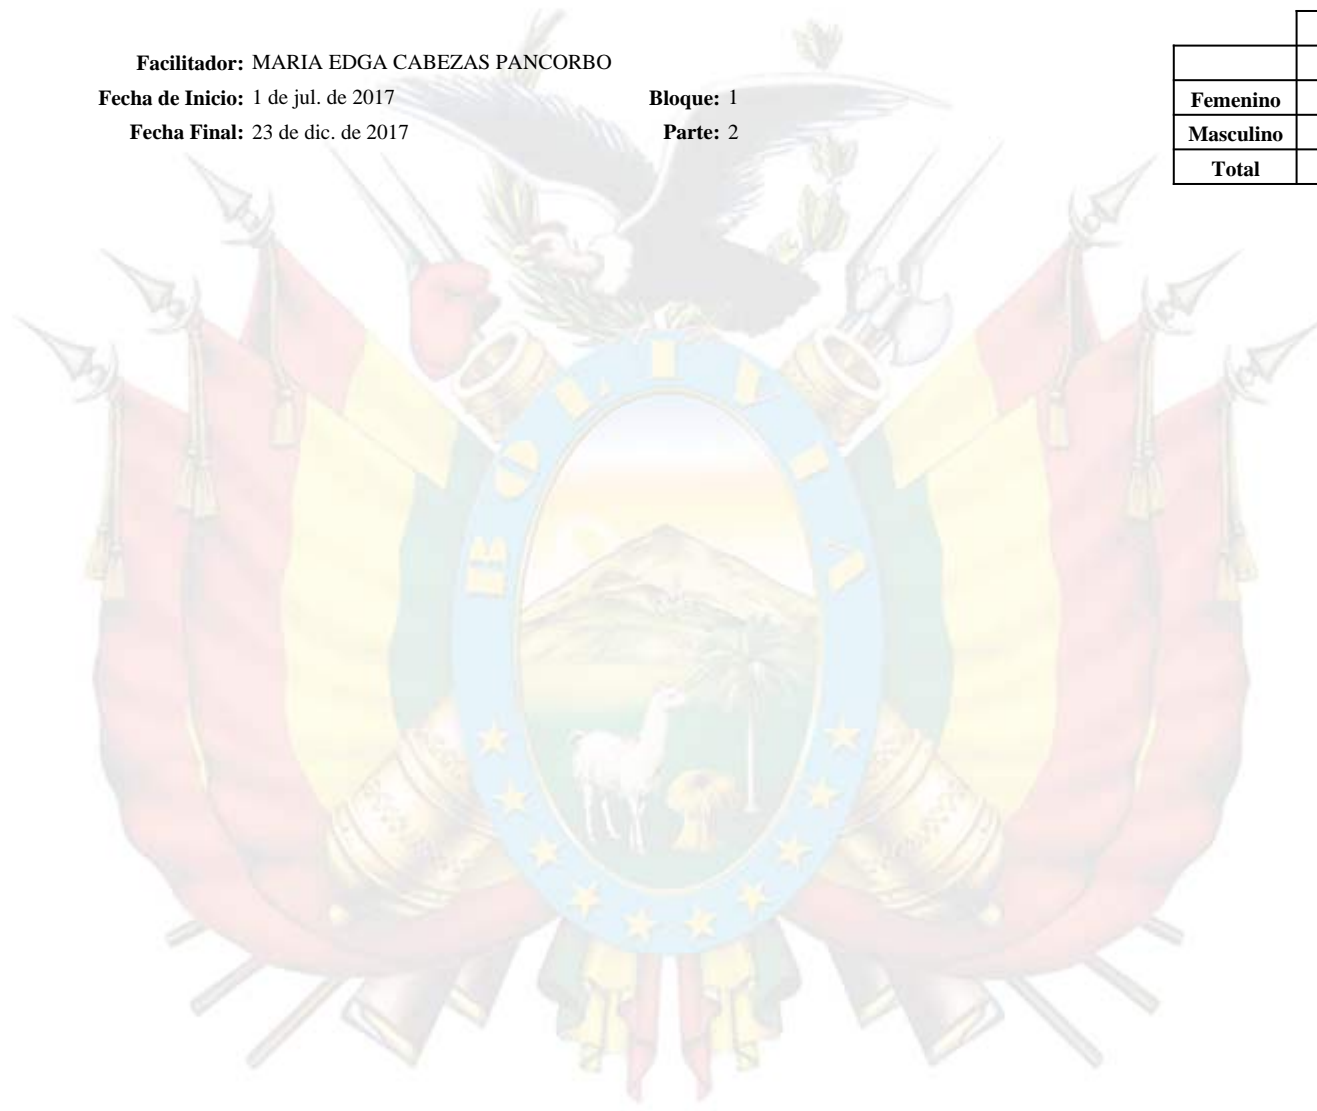 Facilitador: MARIA EDGA CABEZAS PANCORBO
Fecha de Inicio: 1 de jul. de 2017 Bloque: 1
Fecha Final: 23 de dic. de 2017 Parte: 2
Femenino
Masculino
Total
BOLIVIA